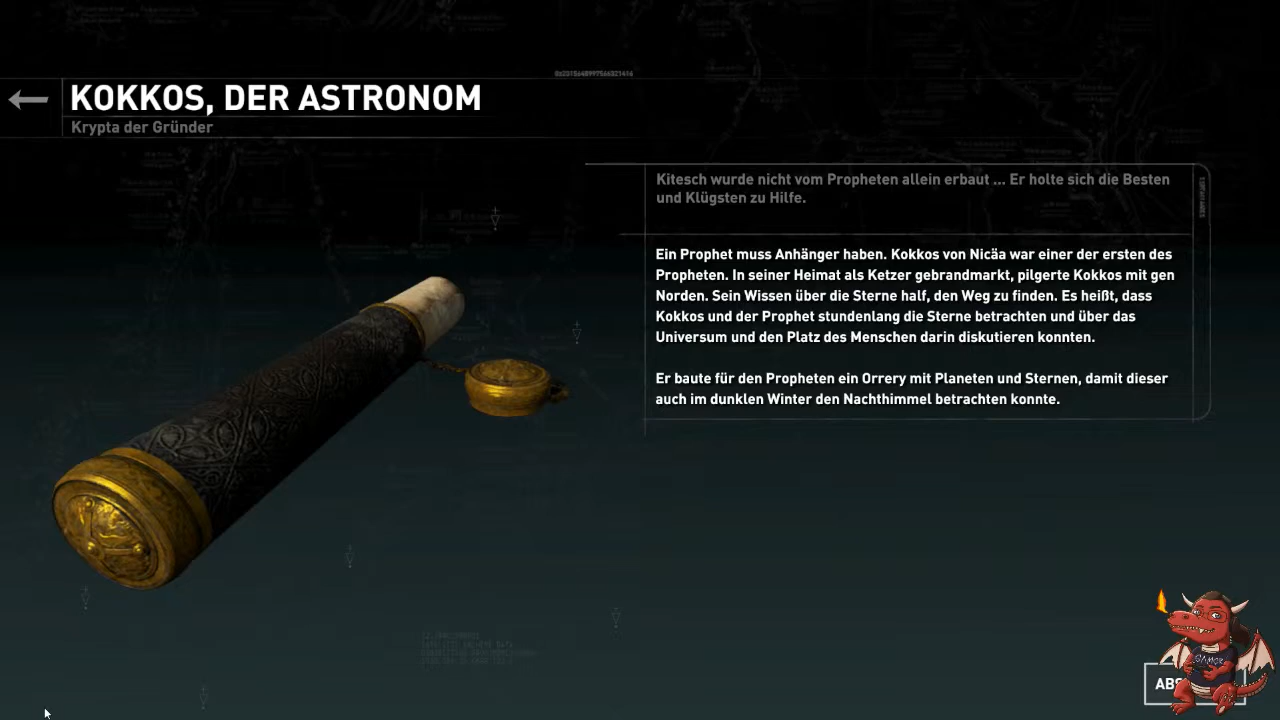 KOKKOS, DER ASTRONOM
Krypta der Gründer
Kitesch wurde nicht vom Propheten allein erbaut ... Er holte sich die Besten
und Klügsten zu Hilfe.
Ein Prophet muss Anhänger haben. Kokkos von Nicäa war einer der ersten des
Propheten. In seiner Heimat als Ketzer gebrandmarkt, pilgerte Kokkos mit gen
Norden. Sein Wissen über die Sterne half, den Weg zu finden. Es heißt, dass
Kokkos und der Prophet stundenlang die Sterne betrachten und über das
Universum und den Platz des Menschen darin diskutieren konnten.
Er baute für den Propheten ein Orrery mit Planeten und Sternen, damit dieser
auch im dunklen Winter den Nachthimmel betrachten konnte.